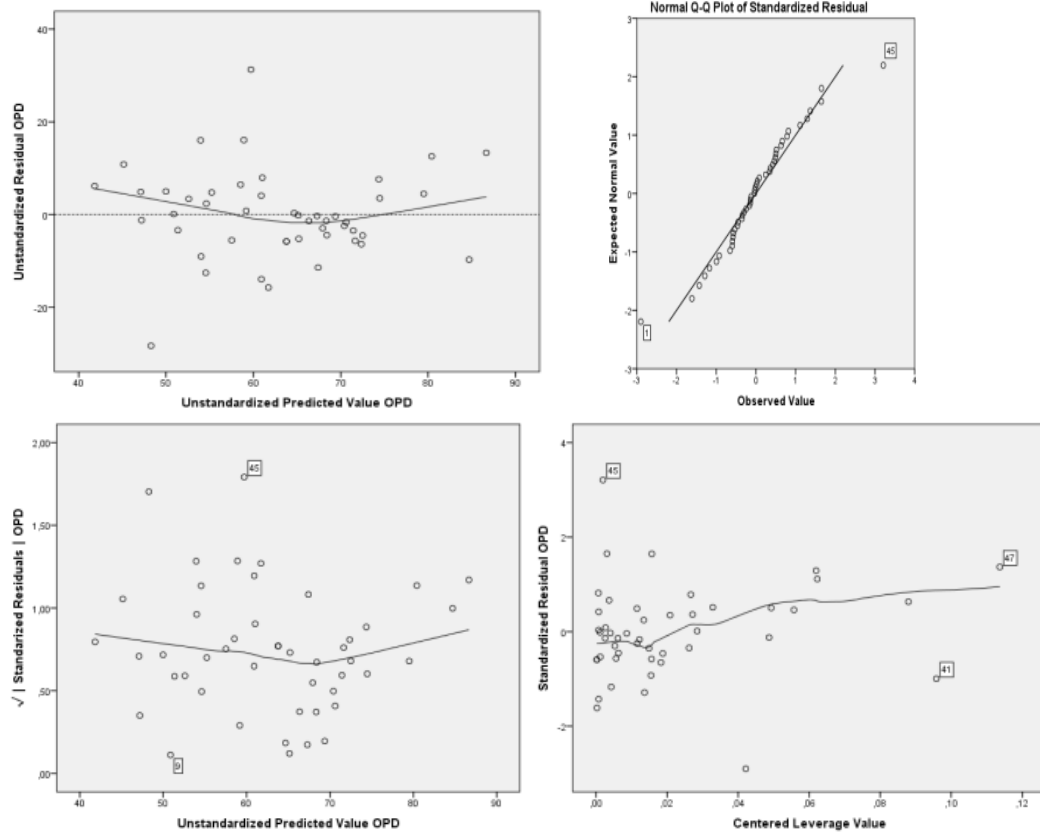 Unstandardized Residual OPD
40
20
0
-20
40 50 60 70 80 90
Unstandardized Predicted Value OPD
Normal Q-Q Plot of Standardized Residual
Expected Normal Value
3
2
1
0
-1
-2
-3
45
1
-3 -2 -1 0 1 2 3 4
Observed Value
√ | Standarized Residuals | OPD
2,00
1,50
1,00
,50
,00
45
9
40 50 60 70 80 90
Unstandardized Predicted Value OPD
Standardized Residual OPD
4
2
0
-2
45
47
41
,00 ,02 ,04 ,06 ,08 ,10 ,12
Centered Leverage Value